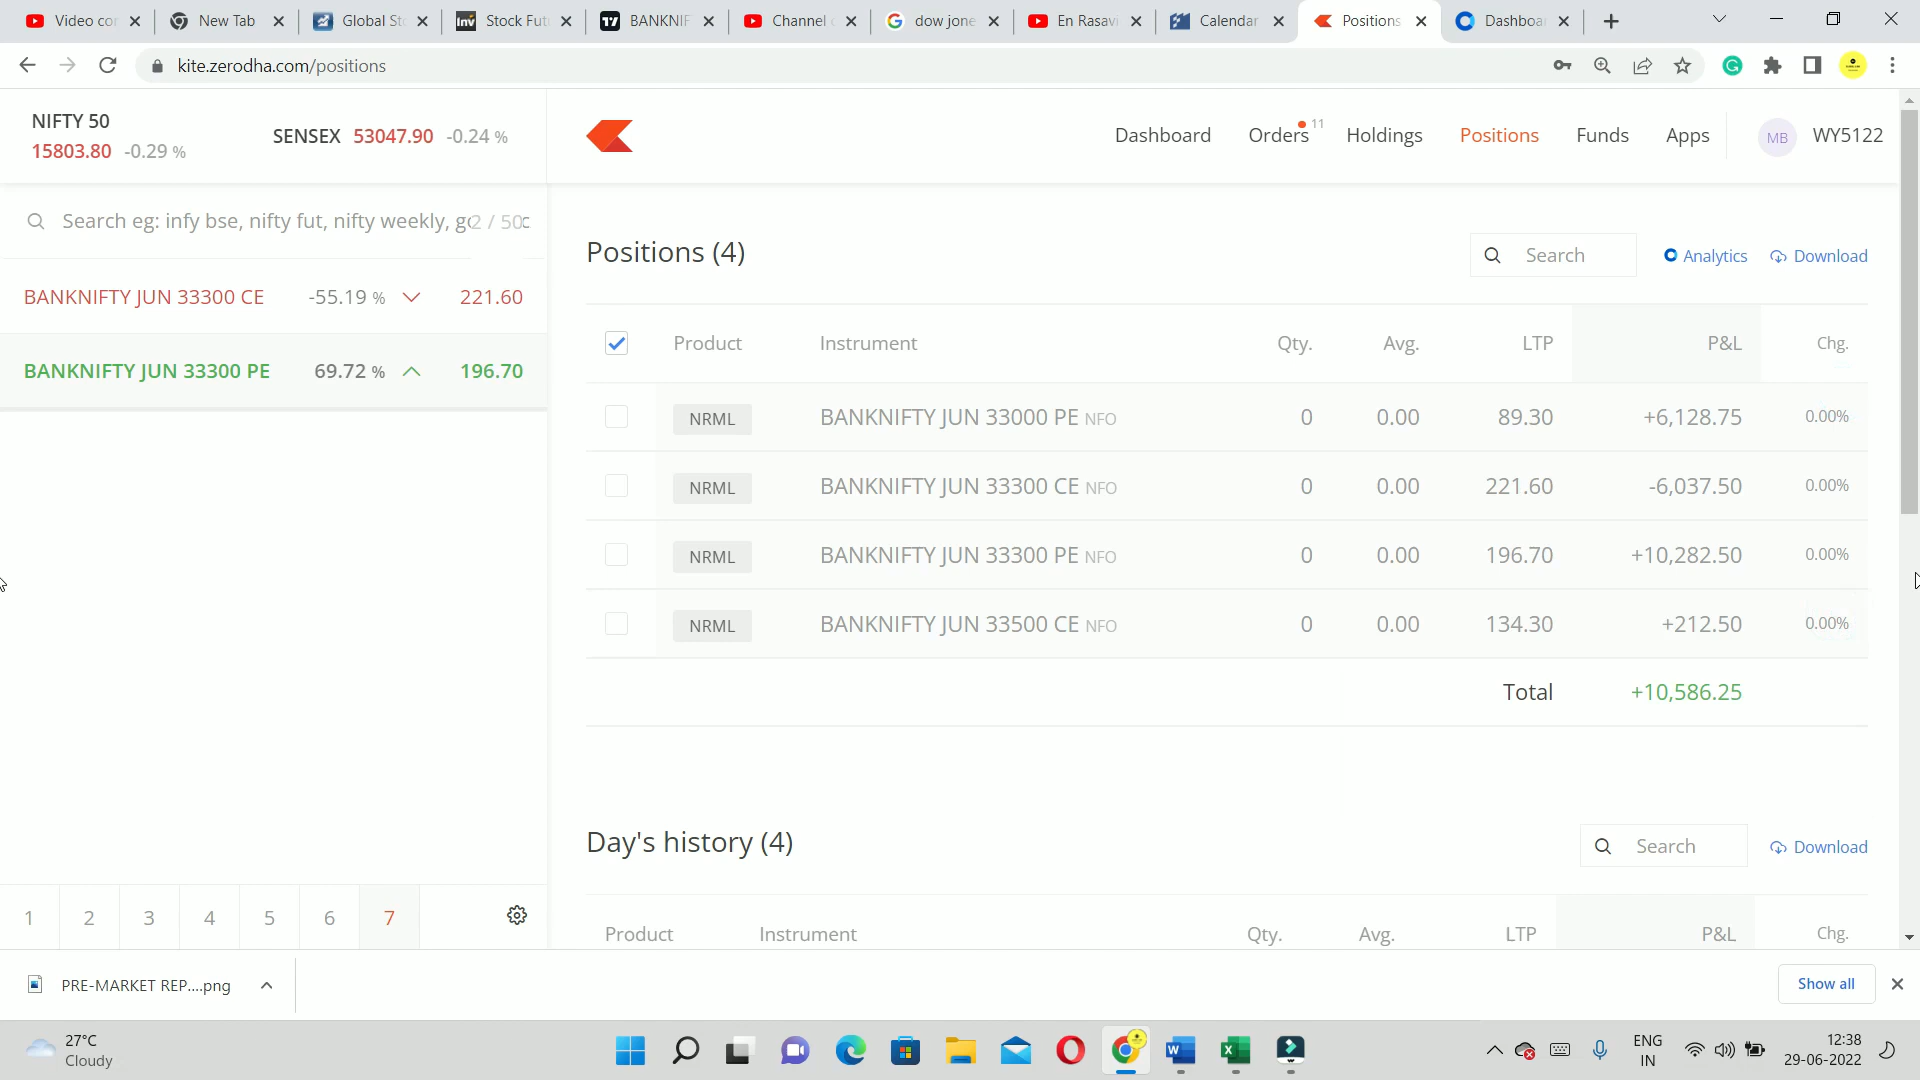 Video co
New Tab
Global St
Stock Fut
BANKNIF
Channel
dow jone
En Rasavi
Calendar
Positions
Dashboa
kite.zerodha.com/positions
NIFTY 50
15803.80 -0.29 %
SENSEX 53047.90 -0.24 %
Dashboard Orders 11 Holdings Positions Funds Apps MB WY5122
Search eg: infy bse, nifty fut, nifty weekly, 2 / 50
BANKNIFTY JUN 33300 CE -55.19 % 221.60
BANKNIFTY JUN 33300 PE 69.72 % 196.70
Positions (4) Search Analytics Download
Product Instrument Qty. Avg. LTP P&L Chg.
NRML BANKNIFTY JUN 33000 PE NFO 0 0.00 89.30 +6,128.75 0.00%
NRML BANKNIFTY JUN 33300 CE NFO 0 0.00 221.60 -6,037.50 0.00%
NRML BANKNIFTY JUN 33300 PE NFO 0 0.00 196.70 +10,282.50 0.00%
NRML BANKNIFTY JUN 33500 CE NFO 0 0.00 134.30 +212.50 0.00%
Total +10,586.25
Day's history (4) Search Download
Product Instrument Qty. Avg. LTP P&L Chg.
1 2 3 4 5 6 7
PRE-MARKET REP....png
Show all
27°C
Cloudy
ENG
IN
12:38
29-06-2022